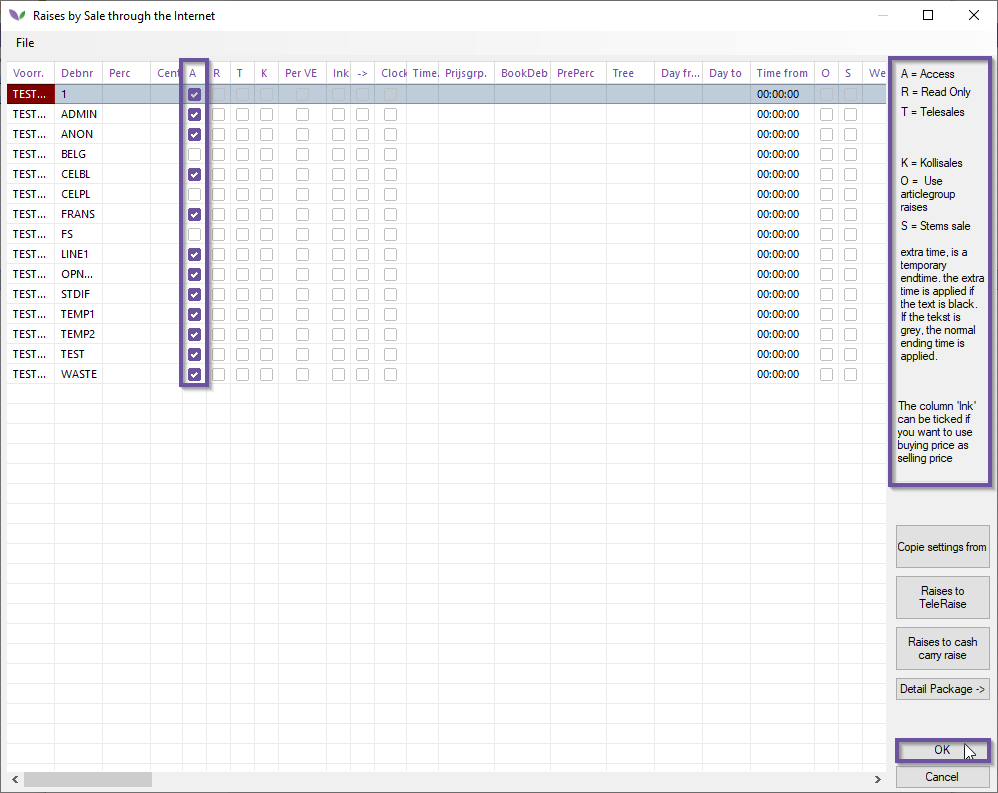 Raises by Sale through the Internet
File
Voorr. Debnr Perc Cent A R T K Per VE Ink -> Clock Time. Prijsgrp. BookDeb PrePerc Tree Day fr... Day to Time from O S We
TEST... 1 00:00:00
TEST... ADMIN 00:00:00
TEST... ANON 00:00:00
TEST... BELG 00:00:00
TEST... CELBL 00:00:00
TEST... CELPL 00:00:00
TEST... FRANS 00:00:00
TEST... FS 00:00:00
TEST... LINE1 00:00:00
TEST... OPN... 00:00:00
TEST... STDIF 00:00:00
TEST... TEMP1 00:00:00
TEST... TEMP2 00:00:00
TEST... TEST 00:00:00
TEST... WASTE 00:00:00
A = Access
R = Read Only
T = Telesales
K = Kollisales
O = Use
articlegroup
raises
S = Stems sale
extra time, is a
temporary
endtime. the extra
time is applied if
the text is black.
If the tekst is
grey, the normal
ending time is
applied.
The column 'Ink'
can be ticked if
you want to use
buying price as
selling price
Copie settings from
Raises to
TeleRaise
Raises to cash
carry raise
Detail Package ->
OK
Cancel